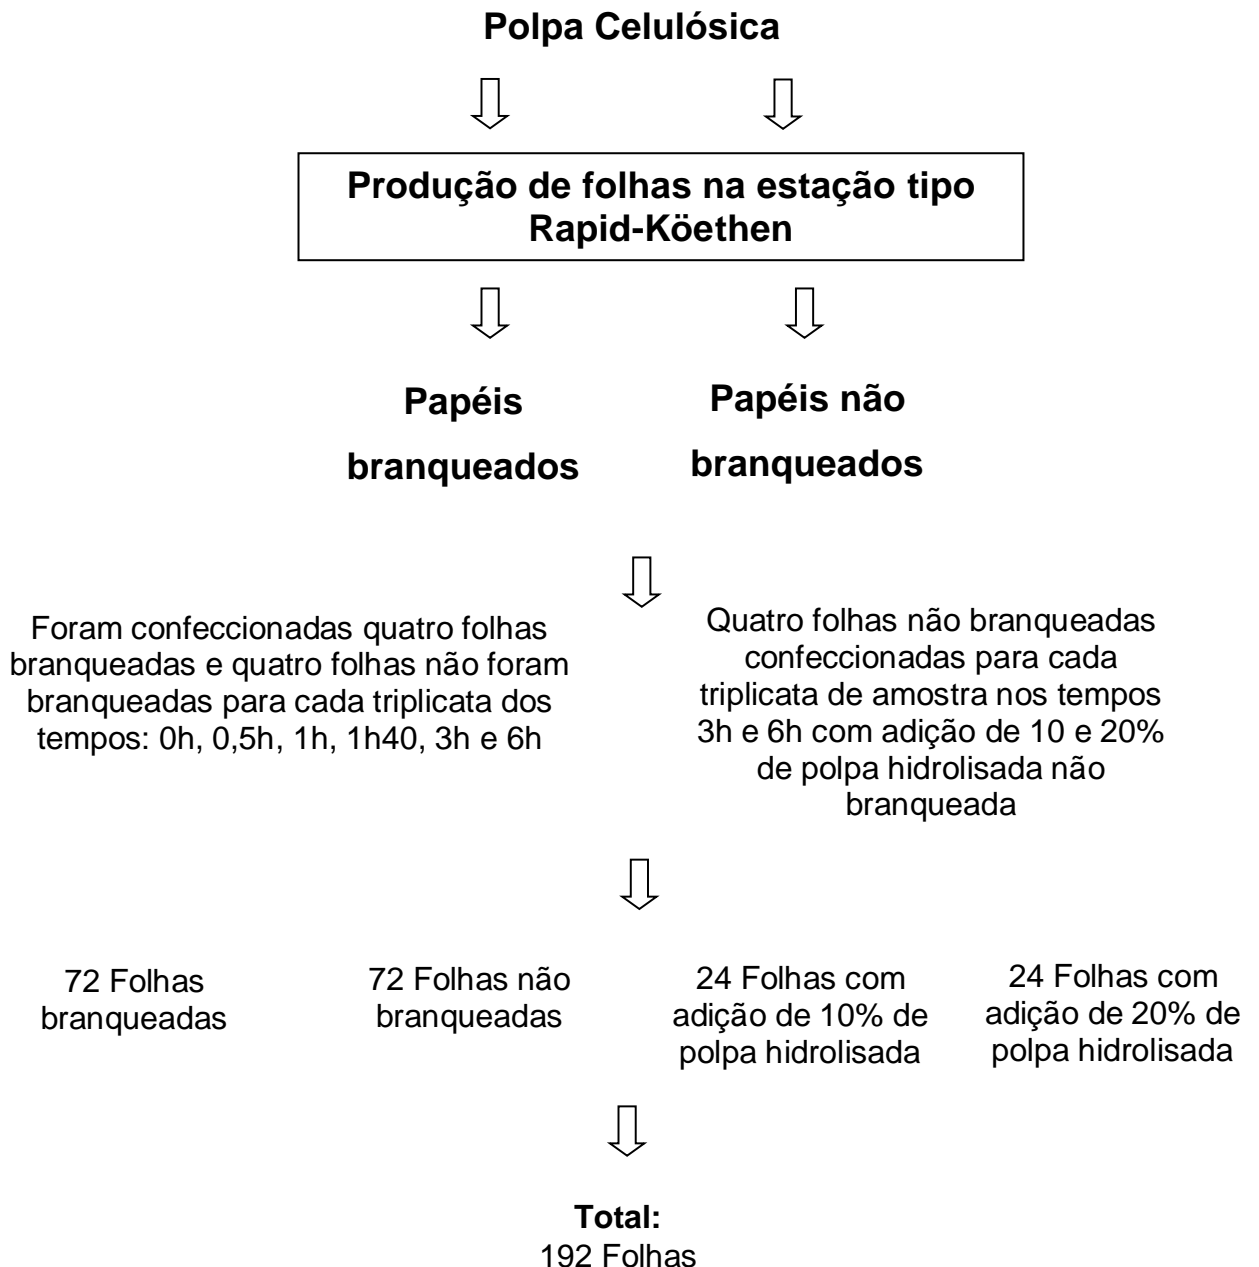 Polpa Celulósica
Produção de folhas na estação tipo
Rapid-Köethen
Papéis
branqueados
Papéis não
branqueados
Foram confeccionadas quatro folhas
branqueadas e quatro folhas não foram
branqueadas para cada triplicata dos
tempos: 0h, 0,5h, 1h, 1h40, 3h e 6h
Quatro folhas não branqueadas
confeccionadas para cada
triplicata de amostra nos tempos
3h e 6h com adição de 10 e 20%
de polpa hidrolisada não
branqueada
72 Folhas
branqueadas
72 Folhas não
branqueadas
24 Folhas com
adição de 10% de
polpa hidrolisada
24 Folhas com
adição de 20% de
polpa hidrolisada
Total:
192 Folhas